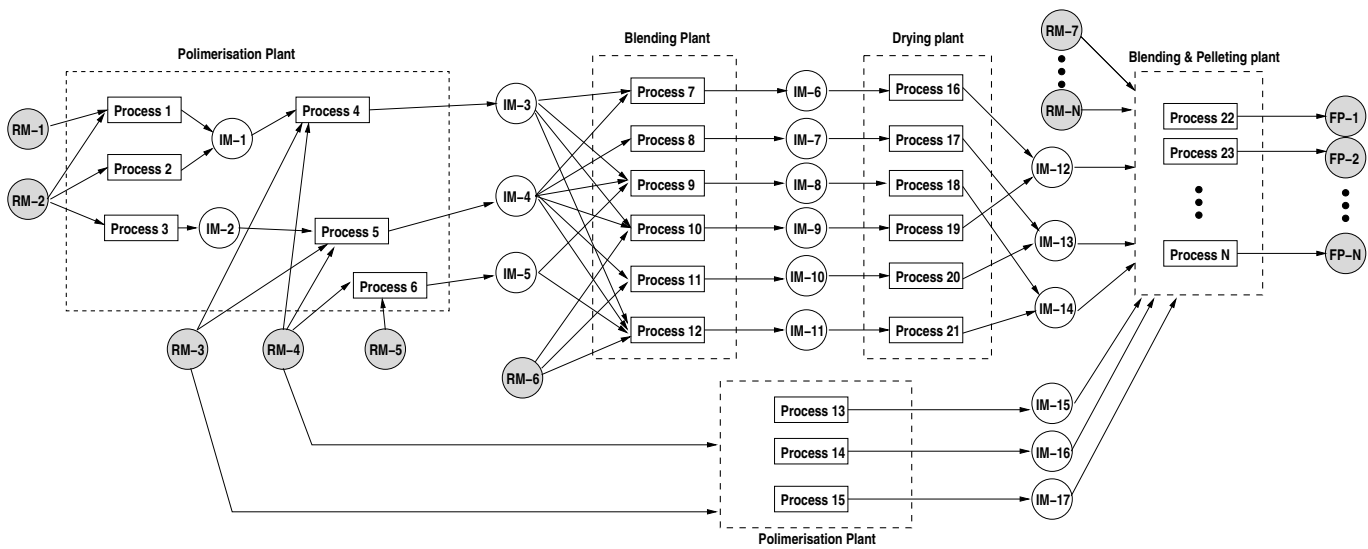 Polimerisation Plant
Blending Plant
Drying plant
Blending & Pelleting plant
RM-1
RM-2
Process 1
Process 2
Process 3
IM-1
IM-2
Process 4
Process 5
Process 6
RM-3
RM-4
RM-5
IM-3
IM-4
IM-5
RM-6
Process 7
Process 8
Process 9
Process 10
Process 11
Process 12
IM-6
IM-7
IM-8
IM-9
IM-10
IM-11
Process 16
Process 17
Process 18
Process 19
Process 20
Process 21
RM-7
RM-N
IM-12
IM-13
IM-14
Process 22
Process 23
Process N
FP-1
FP-2
FP-N
Process 13
Process 14
Process 15
IM-15
IM-16
IM-17
Polimerisation Plant